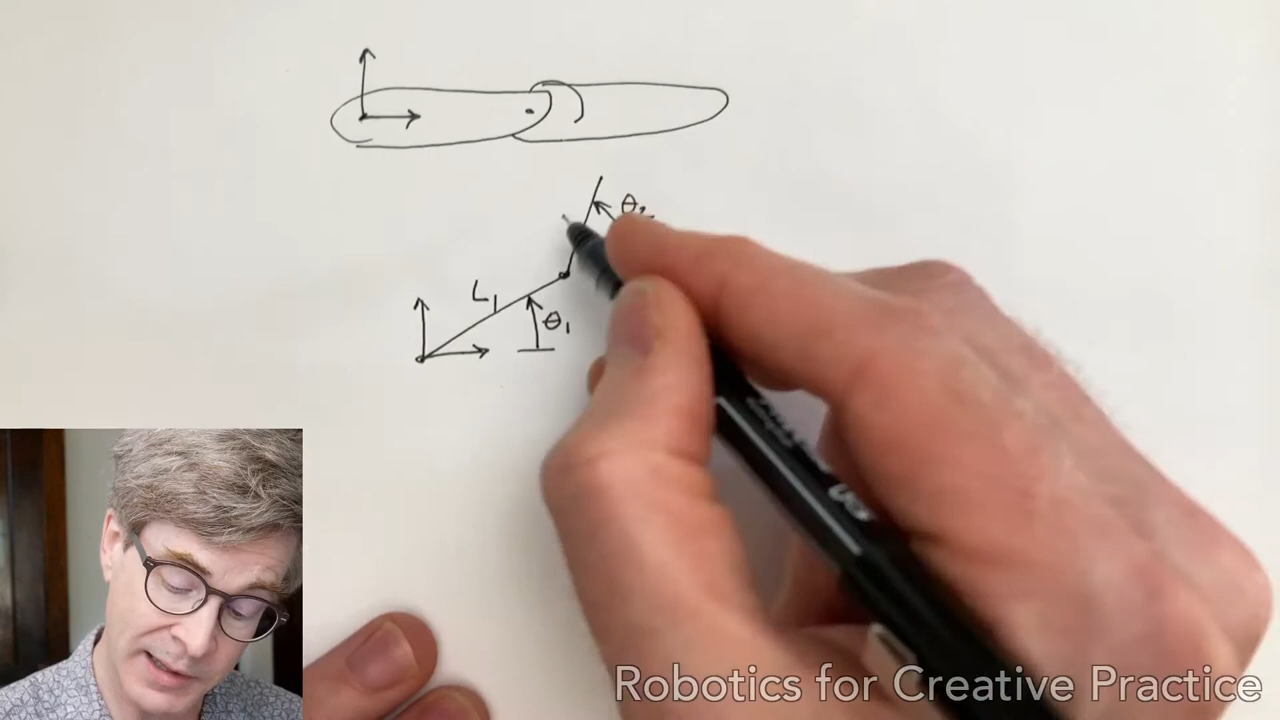 θ₂
L₁
θ₁
Robotics for Creative Practice